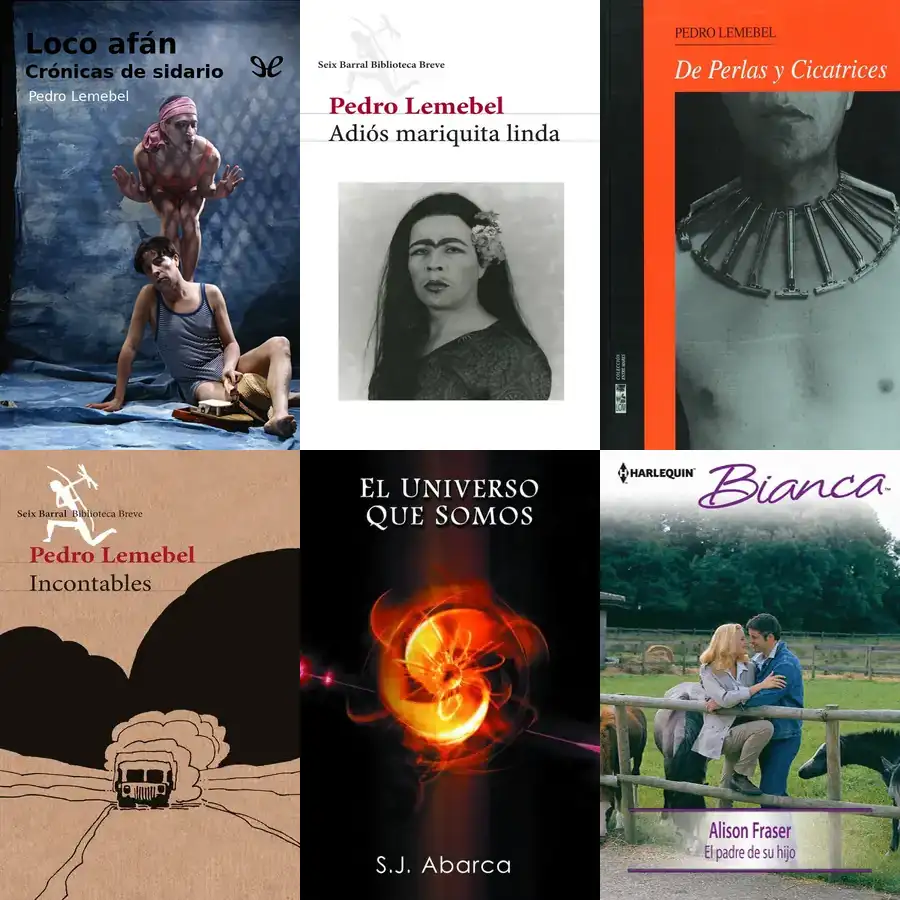 Loco afán
Crónicas de sidario
Pedro Lemebel
Seix Barral Biblioteca Breve
Pedro Lemebel
Adiós mariquita linda
PEDRO LEMEBEL
De Perlas y Cicatrices
Seix Barral Biblioteca Breve
Pedro Lemebel
Incontables
EL UNIVERSO
QUE SOMOS
S.J. Abarca
HARLEQUIN™
Bianca™
Alison Fraser
El padre de su hijo